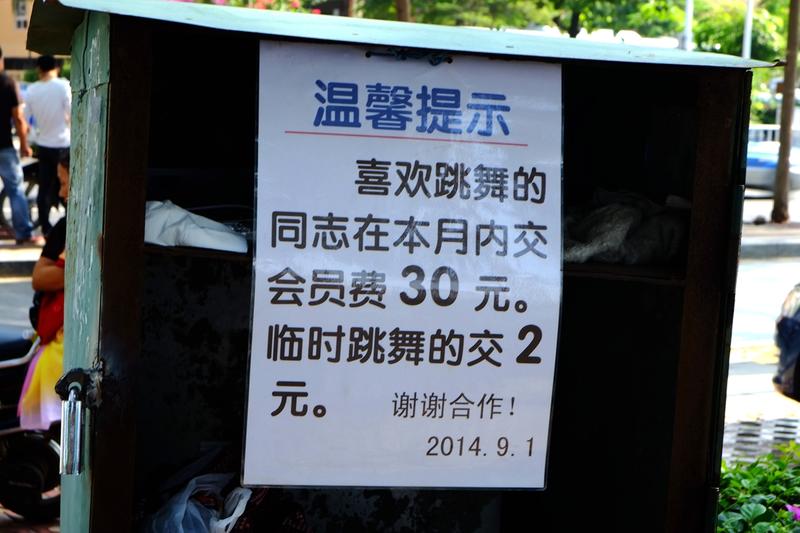 温馨提示
喜欢跳舞的
同志在本月内交
会员费 30 元。
临时跳舞的交 2
元。 谢谢合作！
2014. 9. 1